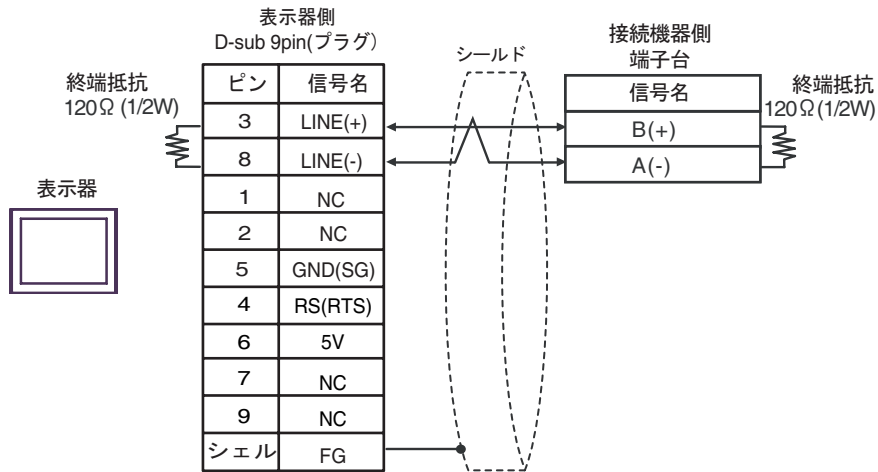 表示器側
D-sub 9pin(プラグ)
シールド
接続機器側
端子台
終端抵抗
120Ω(1/2W)
ピン 信号名
3 LINE(+)
8 LINE(-)
1 NC
2 NC
5 GND(SG)
4 RS(RTS)
6 5V
7 NC
9 NC
シェル FG
信号名
B(+)
A(-)
終端抵抗
120Ω(1/2W)
表示器